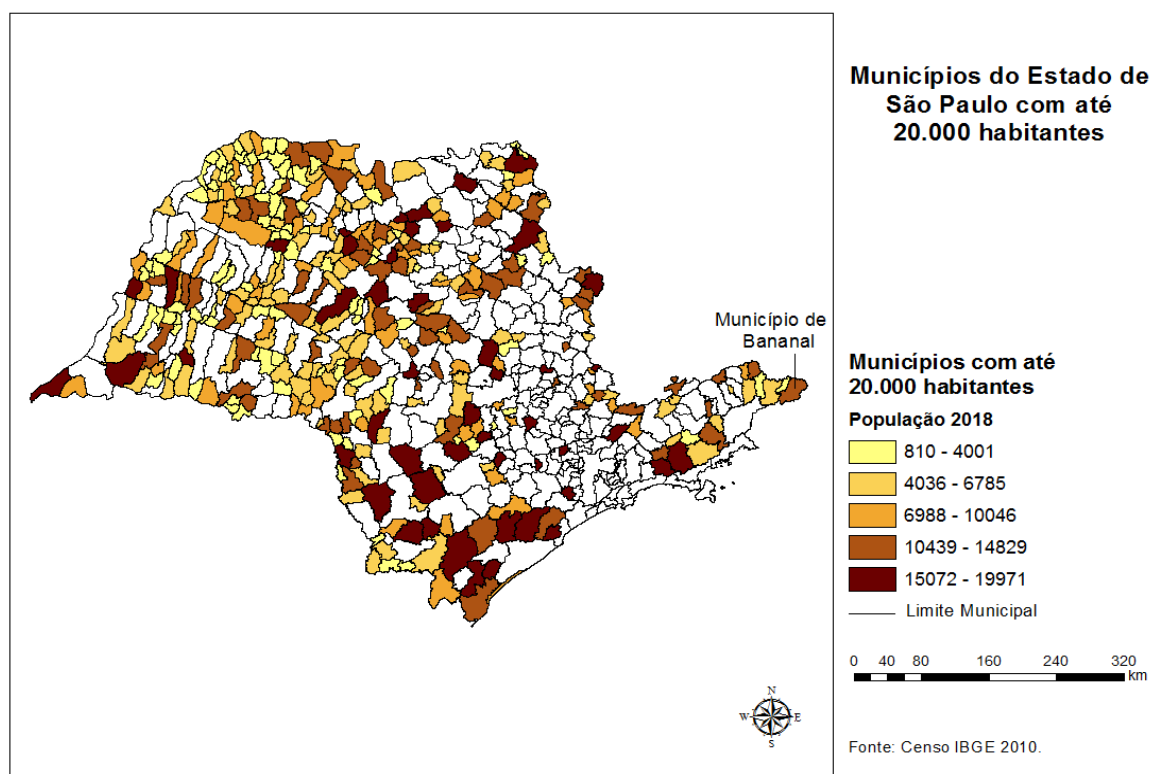 Municípios do Estado de
São Paulo com até
20.000 habitantes
Município de
Bananal
Municípios com até
20.000 habitantes
População 2018
810 - 4001
4036 - 6785
6988 - 10046
10439 - 14829
15072 - 19971
Limite Municipal
0 40 80 160 240 320
km
N
W E
S
Fonte: Censo IBGE 2010.